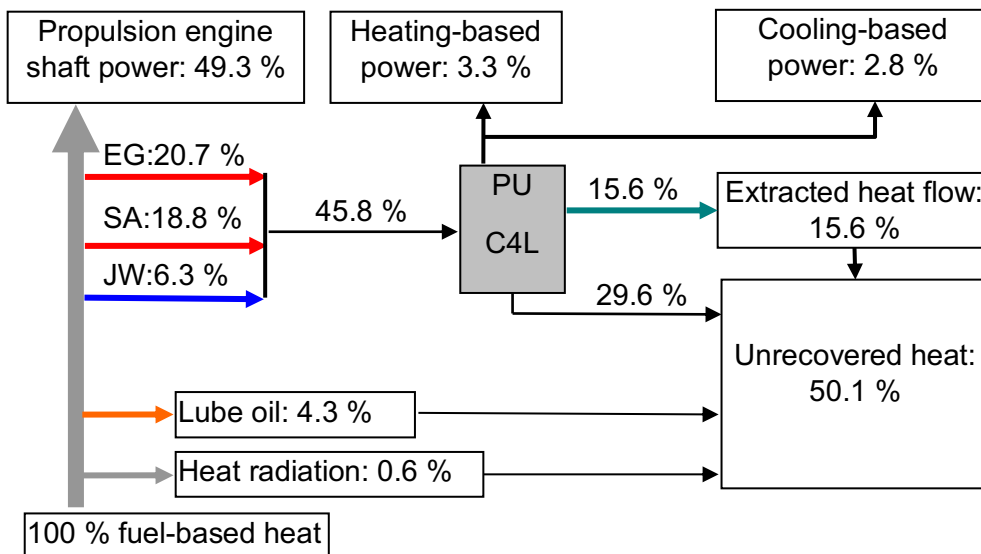 Propulsion engine
shaft power: 49.3 %
Heating-based
power: 3.3 %
Cooling-based
power: 2.8 %
EG:20.7 %
SA:18.8 %
JW:6.3 %
45.8 %
PU
C4L
15.6 %
Extracted heat flow:
15.6 %
29.6 %
Unrecovered heat:
50.1 %
Lube oil: 4.3 %
Heat radiation: 0.6 %
100 % fuel-based heat